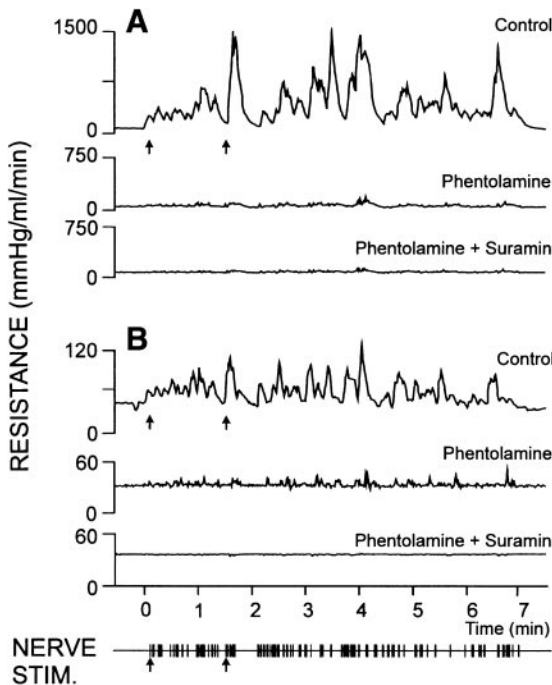 A
1500
Control
0
750
Phentolamine
0
750
Phentolamine + Suramin
0
RESISTANCE (mmHg/ml/min)
B
120
Control
0
60
Phentolamine
0
60
Phentolamine + Suramin
0
0 1 2 3 4 5 6 7
Time (min)
NERVE
STIM.